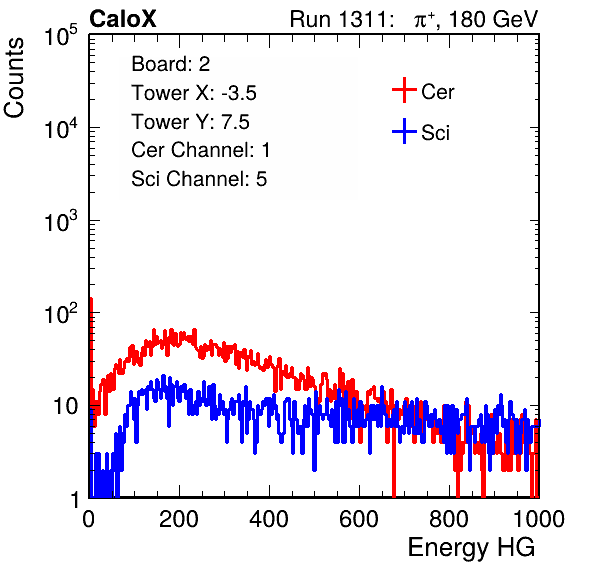 CaloX
Run 1311: π⁺, 180 GeV
Counts
10⁵
10⁴
10³
10²
10
1
Board: 2
Tower X: -3.5
Tower Y: 7.5
Cer Channel: 1
Sci Channel: 5
Cer
Sci
0 200 400 600 800 1000
Energy HG